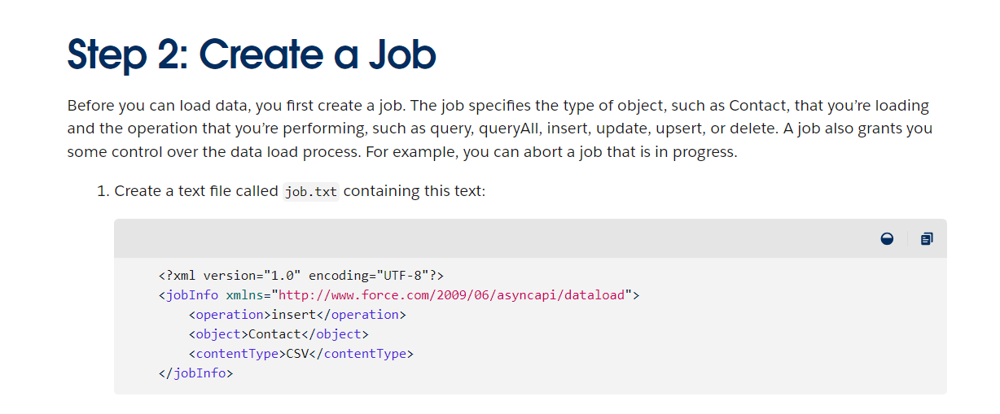 Step 2: Create a Job
Before you can load data, you first create a job. The job specifies the type of object, such as Contact, that you’re loading
and the operation that you’re performing, such as query, queryAll, insert, update, upsert, or delete. A job also grants you
some control over the data load process. For example, you can abort a job that is in progress.
1. Create a text file called job.txt containing this text:
<?xml version="1.0" encoding="UTF-8"?>
<jobInfo xmlns="http://www.force.com/2009/06/asyncapi/dataload">
    <operation>insert</operation>
    <object>Contact</object>
    <contentType>CSV</contentType>
</jobInfo>